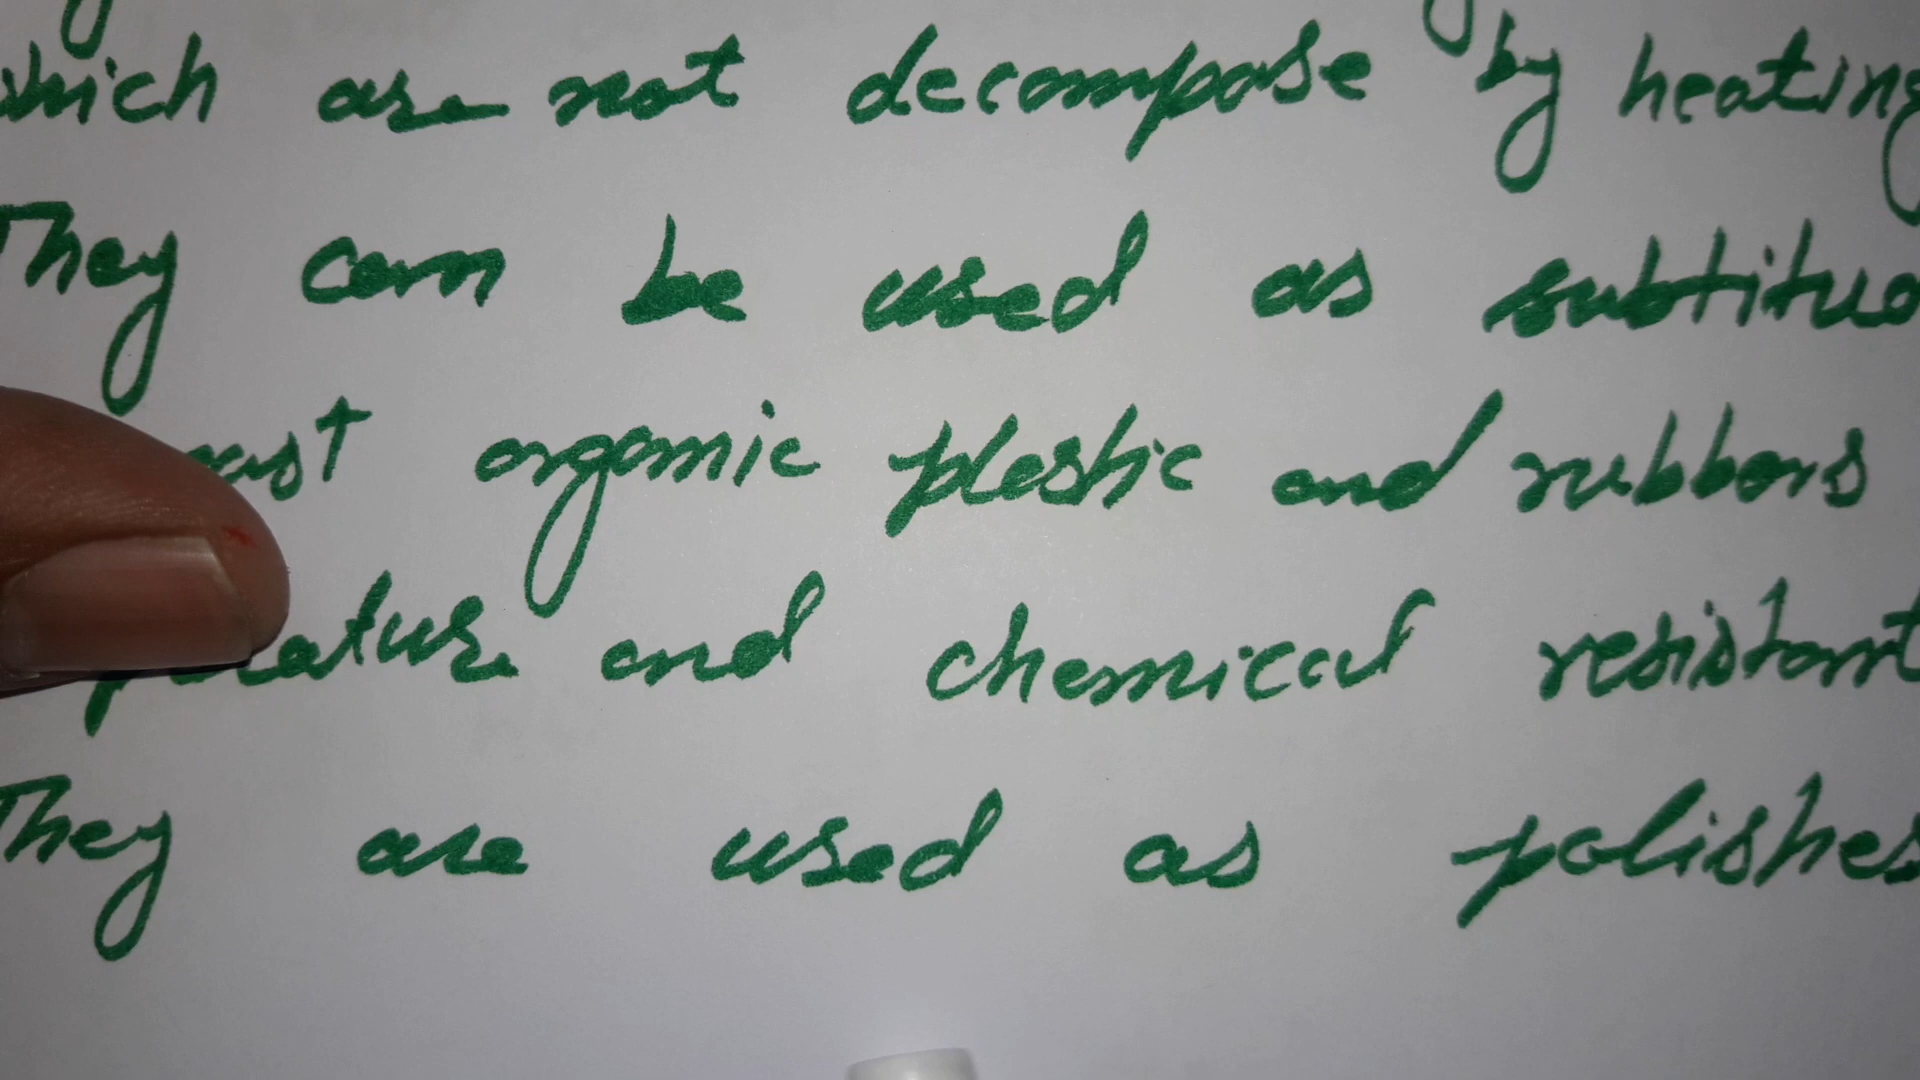 which are not decompose by heating
They can be used as
organic plastic and rubbers
and chemical resistant
They are used as polishes